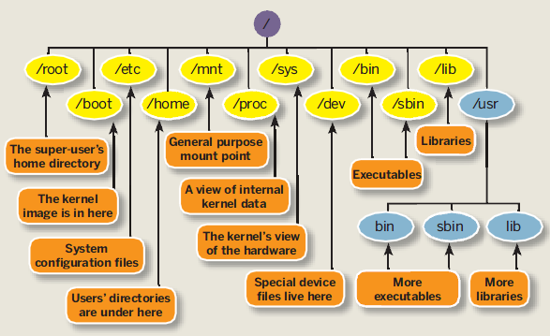 /
/root
/etc
/mnt
/sys
/bin
/lib
/boot
/home
/proc
/dev
/sbin
/usr
The super-user's
home directory
General purpose
mount point
Libraries
Executables
The kernel
image is in here
A view of internal
kernel data
System
configuration files
The kernel's view
of the hardware
bin
sbin
lib
Users' directories
are under here
Special device
files live here
More
executables
More
libraries